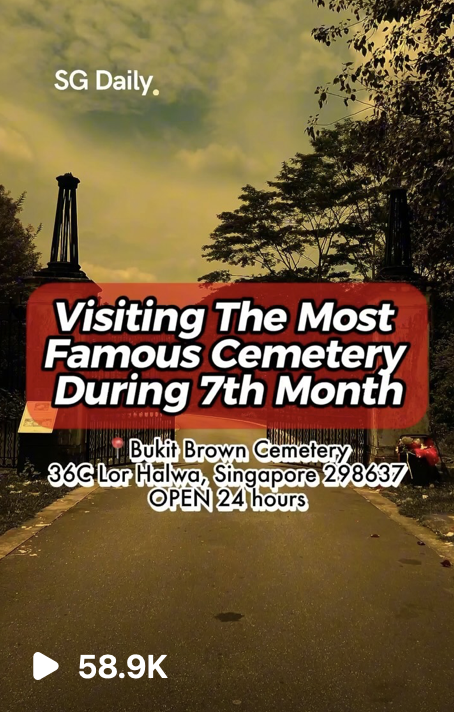 SG Daily.
Visiting The Most
Famous Cemetery
During 7th Month
Bukit Brown Cemetery
36C Lor Halwa, Singapore 298637
OPEN 24 hours
58.9K